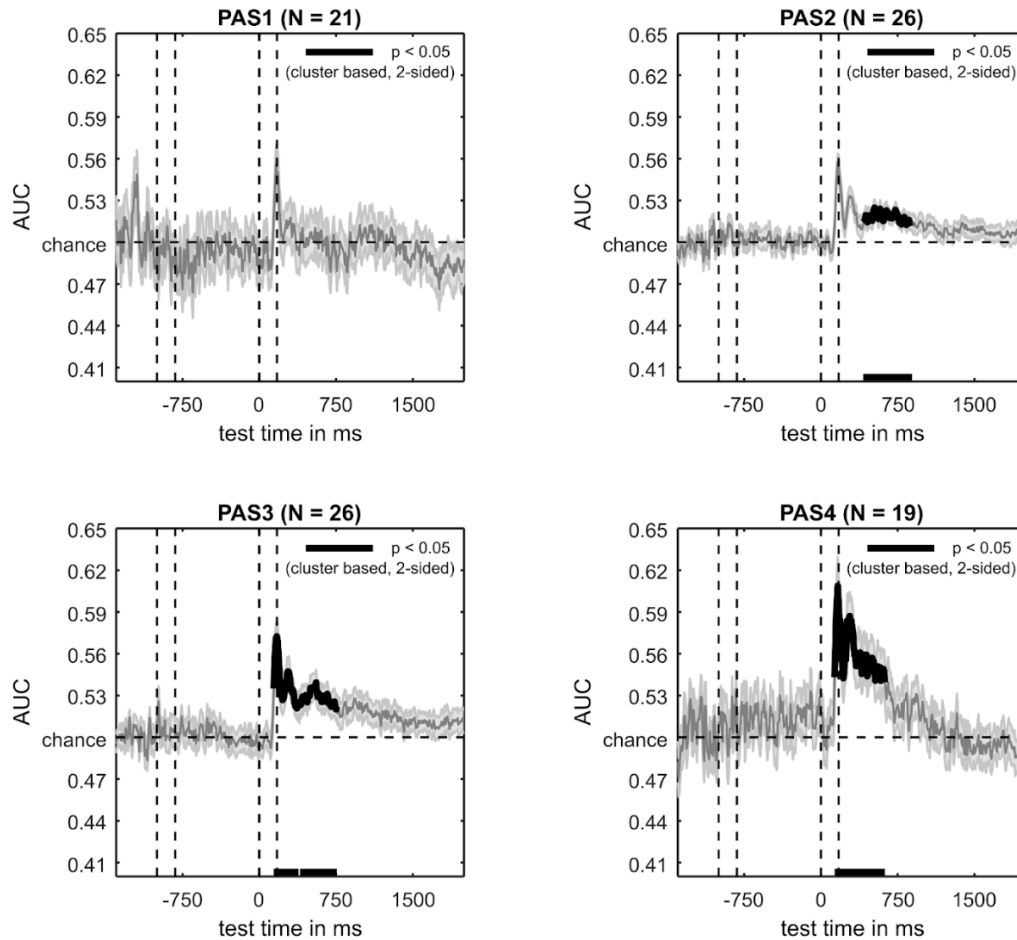 PAS1 (N = 21)
0.65
0.62
0.59
0.56
0.53
chance
0.47
0.44
0.41
AUC
p < 0.05
(cluster based, 2-sided)
-750
0
750
1500
test time in ms
PAS2 (N = 26)
0.65
0.62
0.59
0.56
0.53
chance
0.47
0.44
0.41
AUC
p < 0.05
(cluster based, 2-sided)
-750
0
750
1500
test time in ms
PAS3 (N = 26)
0.65
0.62
0.59
0.56
0.53
chance
0.47
0.44
0.41
AUC
p < 0.05
(cluster based, 2-sided)
-750
0
750
1500
test time in ms
PAS4 (N = 19)
0.65
0.62
0.59
0.56
0.53
chance
0.47
0.44
0.41
AUC
p < 0.05
(cluster based, 2-sided)
-750
0
750
1500
test time in ms